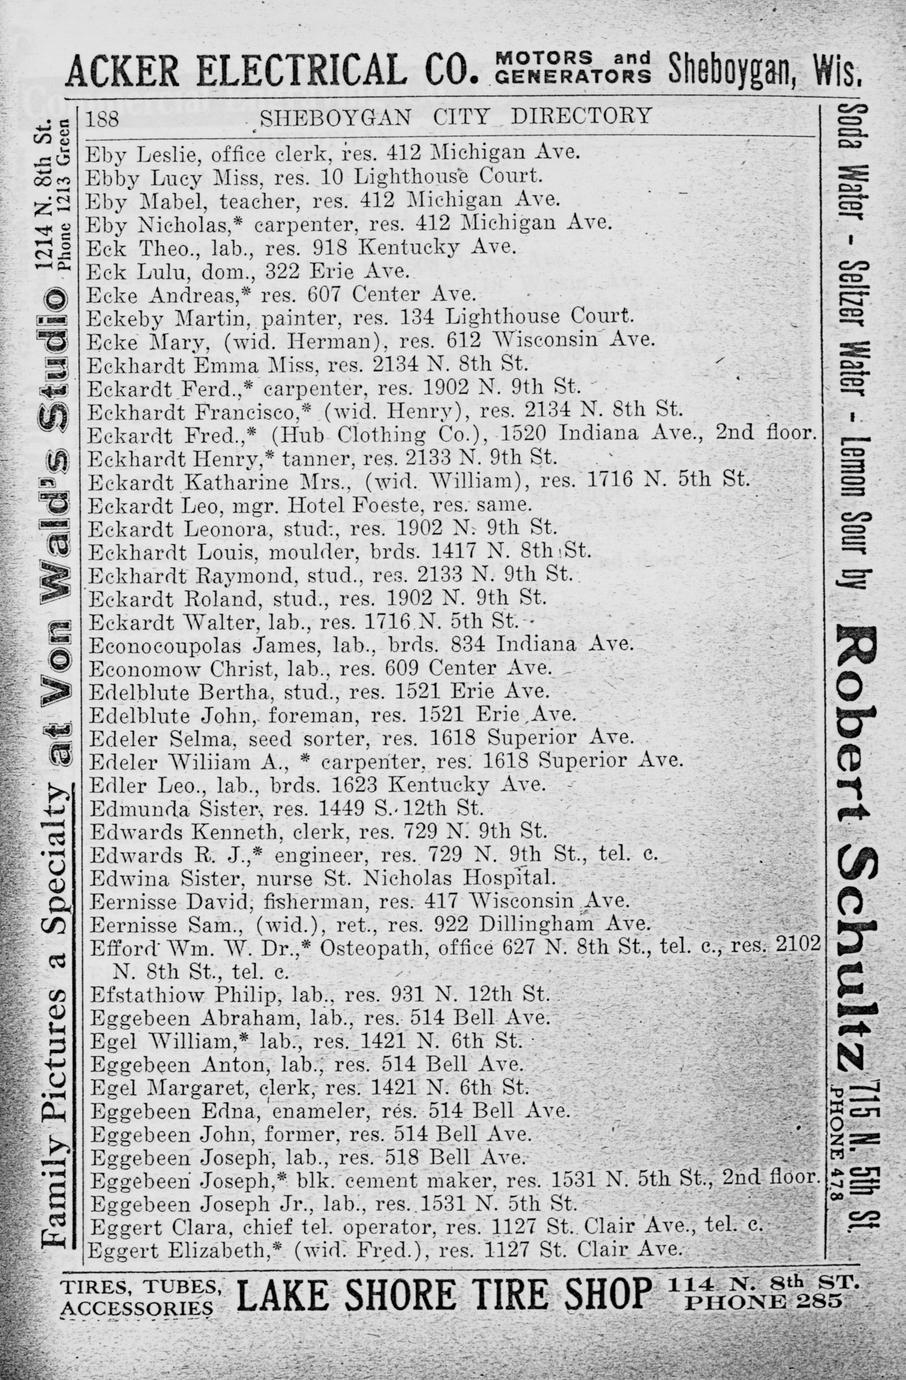 ACKER ELECTRICAL CO. MOTORS and GENERATORS Sheboygan, Wis.
188 SHEBOYGAN CITY DIRECTORY
Eby Leslie, office clerk, res. 412 Michigan Ave.
Ebby Lucy Miss, res. 10 Lighthouse Court.
Eby Mabel, teacher, res. 412 Michigan Ave.
Eby Nicholas,* carpenter, res. 412 Michigan Ave.
Eck Theo., lab., res. 918 Kentucky Ave.
Eck Lulu, dom., 322 Erie Ave.
Ecke Andreas,* res. 607 Center Ave.
Eckeby Martin, painter, res. 134 Lighthouse Court.
Ecke Mary, (wid. Herman), res. 612 Wisconsin Ave.
Eckhardt Emma Miss, res. 2134 N. 8th St.
Eckardt Ferd.,* carpenter, res. 1902 N. 9th St.
Eckhardt Francisco,* (wid. Henry), res. 2134 N. 8th St.
Eckardt Fred.,* (Hub Clothing Co.), 1520 Indiana Ave., 2nd floor.
Eckhardt Henry,* tanner, res. 2133 N. 9th St.
Eckardt Katharine Mrs., (wid. William), res. 1716 N. 5th St.
Eckardt Leo, mgr. Hotel Foeste, res. same.
Eckardt Leonora, stud., res. 1902 N. 9th St.
Eckhardt Louis, moulder, brds. 1417 N. 8th St.
Eckhardt Raymond, stud., res. 2133 N. 9th St.
Eckardt Roland, stud., res. 1902 N. 9th St.
Eckardt Walter, lab., res. 1716 N. 5th St.
Econocoupolas James, lab., brds. 834 Indiana Ave.
Economow Christ, lab., res. 609 Center Ave.
Edelblute Bertha, stud., res. 1521 Erie Ave.
Edelblute John, foreman, res. 1521 Erie Ave.
Edeler Selma, seed sorter, res. 1618 Superior Ave.
Edeler Wiliiam A., * carpenter, res. 1618 Superior Ave.
Edler Leo., lab., brds. 1623 Kentucky Ave.
Edmunda Sister, res. 1449 S. 12th St.
Edwards Kenneth, clerk, res. 729 N. 9th St.
Edwards R. J.,* engineer, res. 729 N. 9th St., tel. c.
Edwina Sister, nurse St. Nicholas Hospital.
Eernisse David, fisherman, res. 417 Wisconsin Ave.
Eernisse Sam., (wid.), ret., res. 922 Dillingham Ave.
Efford Wm. W. Dr.,* Osteopath, office 627 N. 8th St., tel. c., res. 2102
N. 8th St., tel. c.
Efstathiow Philip, lab., res. 931 N. 12th St.
Eggebeen Abraham, lab., res. 514 Bell Ave.
Egel William,* lab., res. 1421 N. 6th St.
Eggebeen Anton, lab., res. 514 Bell Ave.
Egel Margaret, clerk, res. 1421 N. 6th St.
Eggebeen Edna, enameler, res. 514 Bell Ave.
Eggebeen John, former, res. 514 Bell Ave.
Eggebeen Joseph, lab., res. 518 Bell Ave.
Eggebeen Joseph,* blk. cement maker, res. 1531 N. 5th St., 2nd floor.
Eggebeen Joseph Jr., lab., res. 1531 N. 5th St.
Eggert Clara, chief tel. operator, res. 1127 St. Clair Ave., tel. c.
Eggert Elizabeth,* (wid. Fred.), res. 1127 St. Clair Ave.
Family Pictures a Specialty at Von Wald's Studio 1214 N. 8th St.
Phone 1213 Green
Soda Water - Seltzer Water - Lemon Sour by Robert Schultz 715 N. 5th St.
PHONE 478
TIRES, TUBES, ACCESSORIES LAKE SHORE TIRE SHOP 114 N. 8th ST. PHONE 285